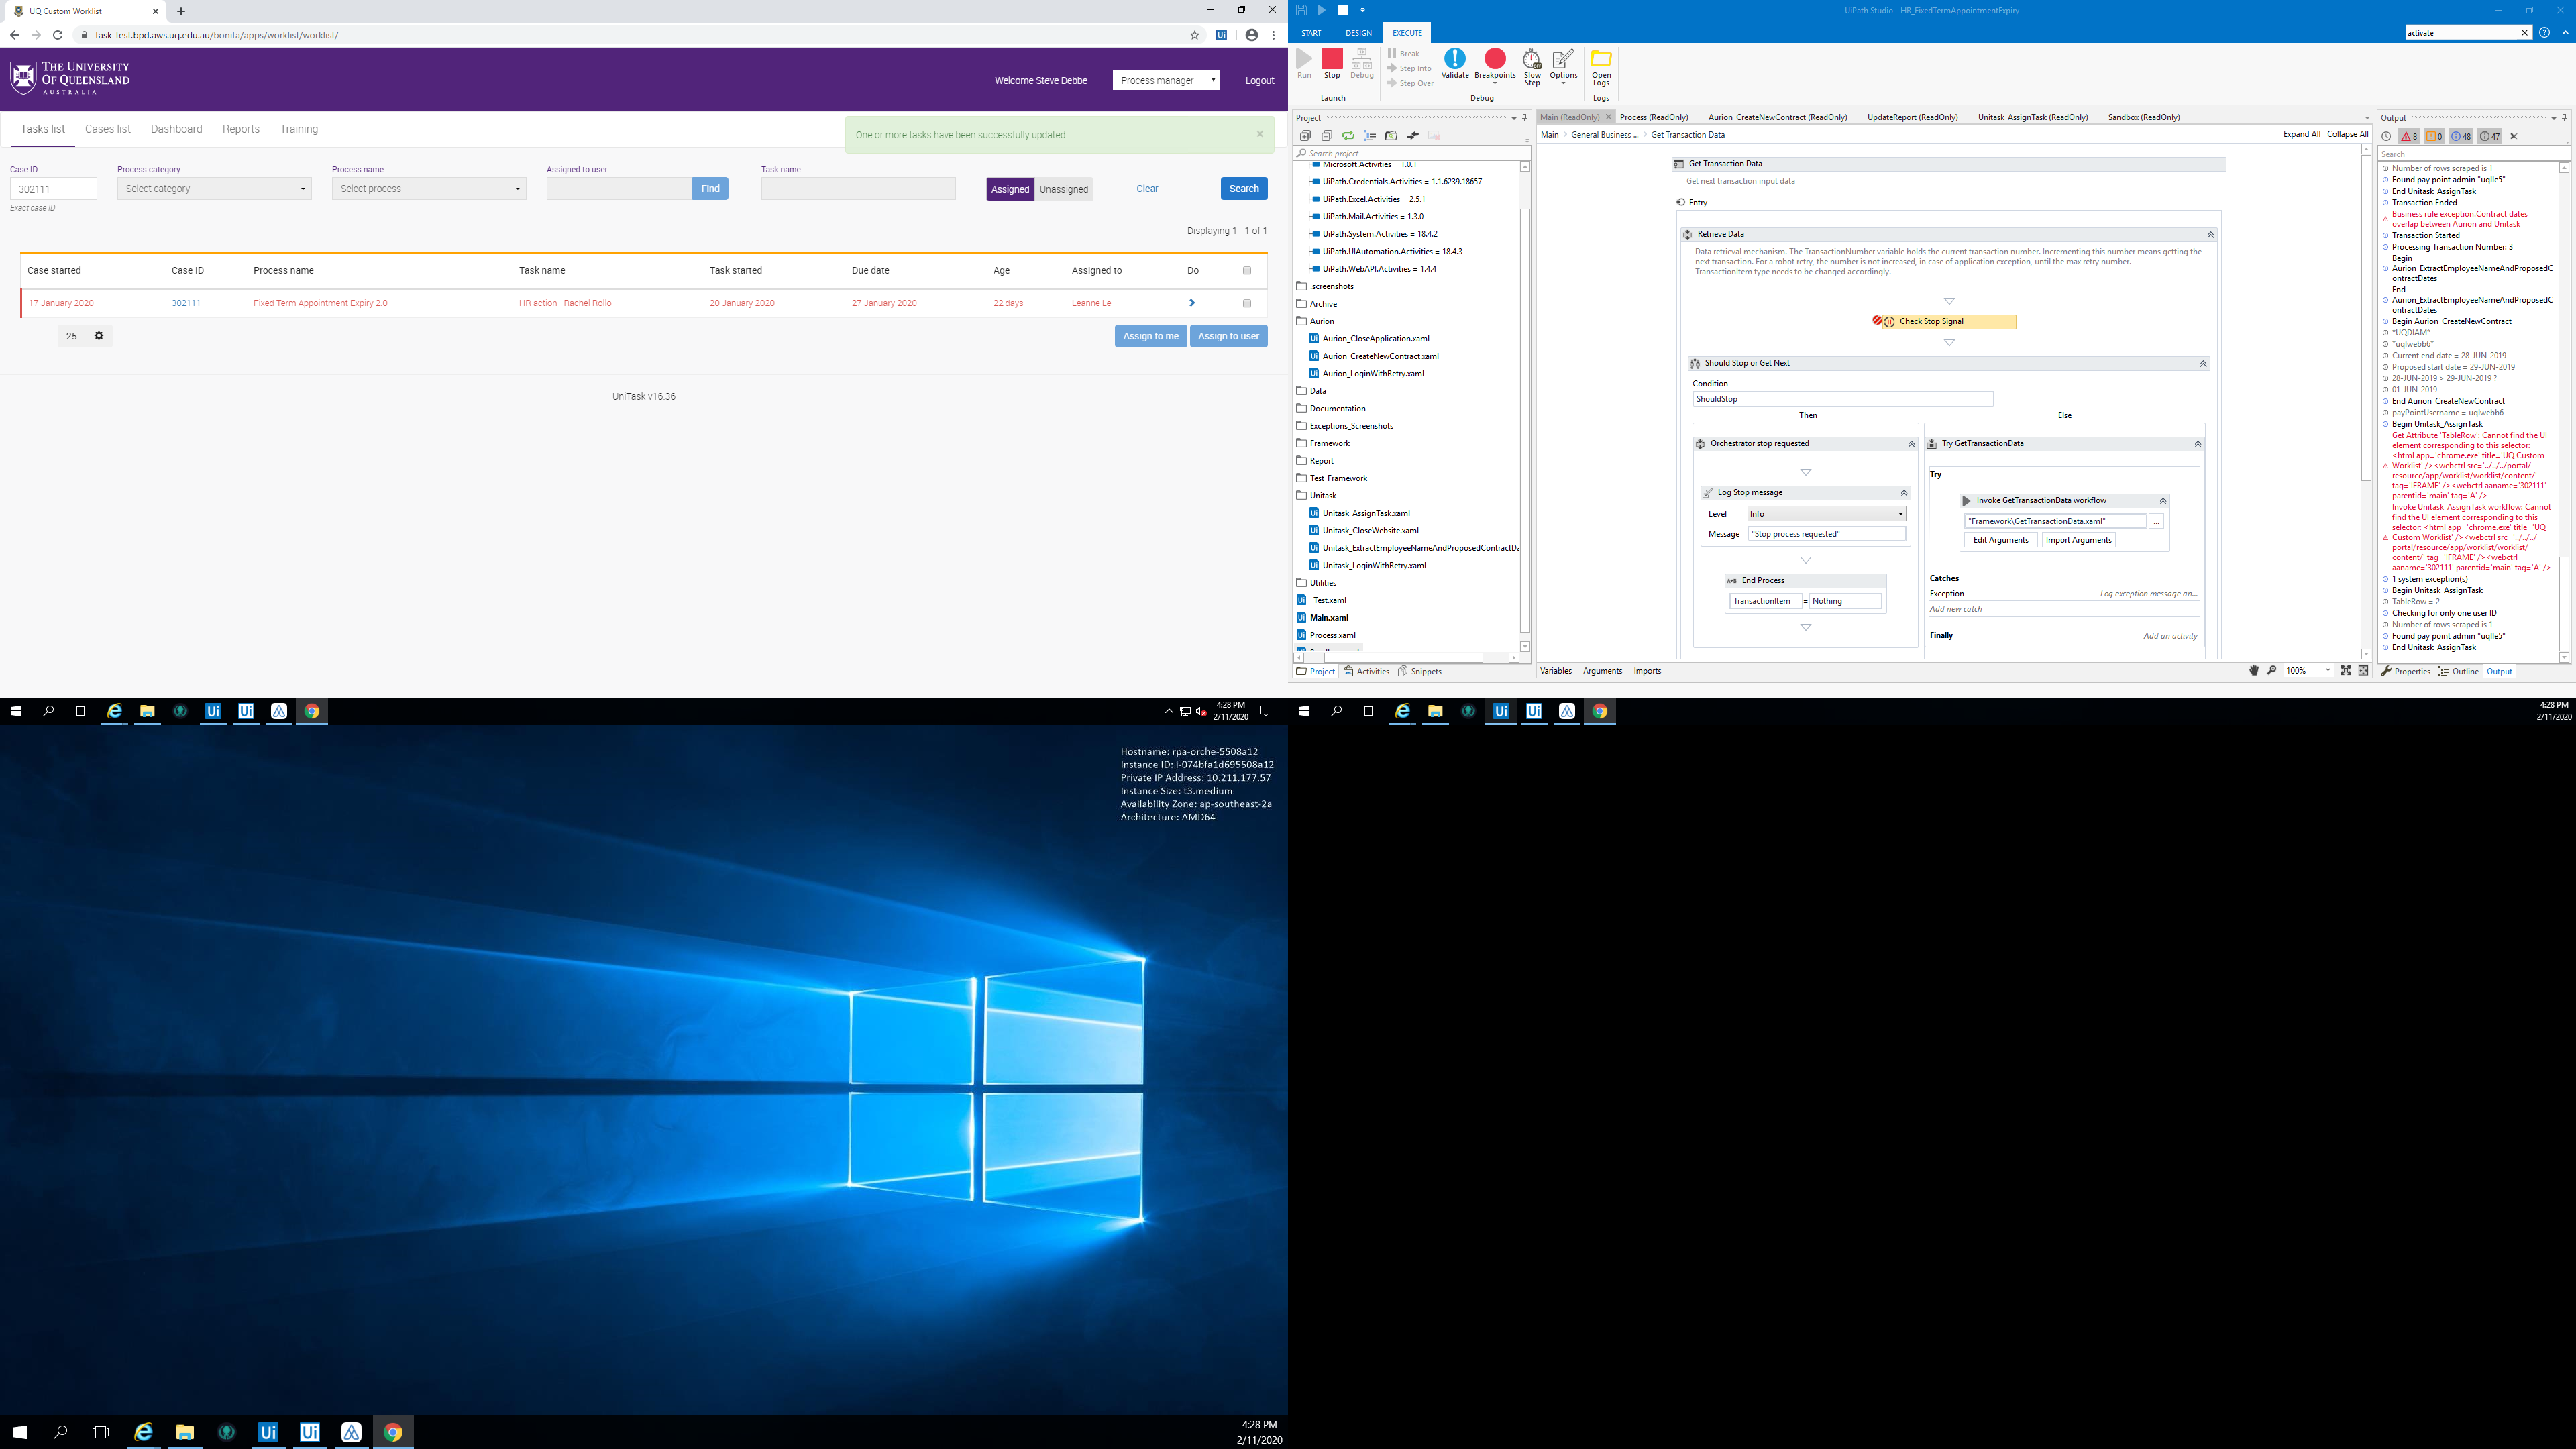 UQ Custom Worklist
task-test.bpd.aws.uq.edu.au/bonita/apps/worklist/worklist/
THE UNIVERSITY
OF QUEENSLAND
AUSTRALIA
Welcome Steve Debbe
Process manager
Logout
Tasks list Cases list Dashboard Reports Training
One or more tasks have been successfully updated
Case ID Process category Process name Assigned to user Task name
302111 Select category Select process Find Assigned Unassigned Clear Search
Exact case ID
Displaying 1 - 1 of 1
Case started Case ID Process name Task name Task started Due date Age Assigned to Do
17 January 2020 302111 Fixed Term Appointment Expiry 2.0 HR action - Rachel Rollo 20 January 2020 27 January 2020 22 days Leanne Le
25 Assign to me Assign to user
UniTask v16.36
4:28 PM
2/11/2020
UiPath Studio - HR_FixedTermAppointmentExpiry
START DESIGN EXECUTE
activate
Run Stop Debug
Break
Step Into
Step Over
Validate Breakpoints Slow Step Options Open Logs
Launch Debug Logs
Project
Search project
Microsoft.Activities = 1.0.1
UiPath.Credentials.Activities = 1.1.6239.18657
UiPath.Excel.Activities = 2.5.1
UiPath.Mail.Activities = 1.3.0
UiPath.System.Activities = 18.4.2
UiPath.UIAutomation.Activities = 18.4.3
UiPath.WebAPI.Activities = 1.4.4
.screenshots
Archive
Aurion
Aurion_CloseApplication.xaml
Aurion_CreateNewContract.xaml
Aurion_LoginWithRetry.xaml
Data
Documentation
Exceptions_Screenshots
Framework
Report
Test_Framework
Unitask
Unitask_AssignTask.xaml
Unitask_CloseWebsite.xaml
Unitask_ExtractEmployeeNameAndProposedContractDa
Unitask_LoginWithRetry.xaml
Utilities
_Test.xaml
Main.xaml
Process.xaml
Project Activities Snippets
Main (ReadOnly) Process (ReadOnly) Aurion_CreateNewContract (ReadOnly) UpdateReport (ReadOnly) Unitask_AssignTask (ReadOnly) Sandbox (ReadOnly)
Main > General Business ... > Get Transaction Data
Expand All Collapse All
Get Transaction Data
Get next transaction input data
Entry
Retrieve Data
Data retrieval mechanism. The TransactionNumber variable holds the current transaction number. Incrementing this number means getting the
next transaction. For a robot retry, the number is not increased, in case of application exception, until the max retry number.
TransactionItem type needs to be changed accordingly.
Check Stop Signal
Should Stop or Get Next
Condition
ShouldStop
Then Else
Orchestrator stop requested
Log Stop message
Level Info
Message "Stop process requested"
A+B End Process
TransactionItem = Nothing
Try GetTransactionData
Try
Invoke GetTransactionData workflow
"Framework\GetTransactionData.xaml" ...
Edit Arguments Import Arguments
Catches
Exception Log exception message an...
Add new catch
Finally Add an activity
Variables Arguments Imports
100%
Output
8 0 48 47
Search
Number of rows scraped is 1
Found pay point admin "uqlle5"
End Unitask_AssignTask
Transaction Ended
Business rule exception.Contract dates
overlap between Aurion and Unitask
Transaction Started
Processing Transaction Number: 3
Begin
Aurion_ExtractEmployeeNameAndProposedC
ontractDates
End
Aurion_ExtractEmployeeNameAndProposedC
ontractDates
Begin Aurion_CreateNewContract
"UQDIAM"
"uqlwebb6"
Current end date = 28-JUN-2019
Proposed start date = 29-JUN-2019
28-JUN-2019 > 29-JUN-2019 ?
01-JUN-2019
End Aurion_CreateNewContract
payPointUsername = uqlwebb6
Begin Unitask_AssignTask
Get Attribute 'TableRow': Cannot find the UI
element corresponding to this selector:
<html app='chrome.exe' title='UQ Custom
Worklist' /><webctrl src='../../../portal/
resource/app/worklist/worklist/content/'
tag='IFRAME' /><webctrl aaname='302111'
parentid='main' tag='A' />
Invoke Unitask_AssignTask workflow: Cannot
find the UI element corresponding to this
selector: <html app='chrome.exe' title='UQ
Custom Worklist' /><webctrl src='../../../
portal/resource/app/worklist/worklist/
content/' tag='IFRAME' /><webctrl
aaname='302111' parentid='main' tag='A' />
1 system exception(s)
Begin Unitask_AssignTask
TableRow = 2
Checking for only one user ID
Number of rows scraped is 1
Found pay point admin "uqlle5"
End Unitask_AssignTask
Properties Outline Output
4:28 PM
2/11/2020
Hostname: rpa-orche-5508a12
Instance ID: i-074bfa1d695508a12
Private IP Address: 10.211.177.57
Instance Size: t3.medium
Availability Zone: ap-southeast-2a
Architecture: AMD64
4:28 PM
2/11/2020